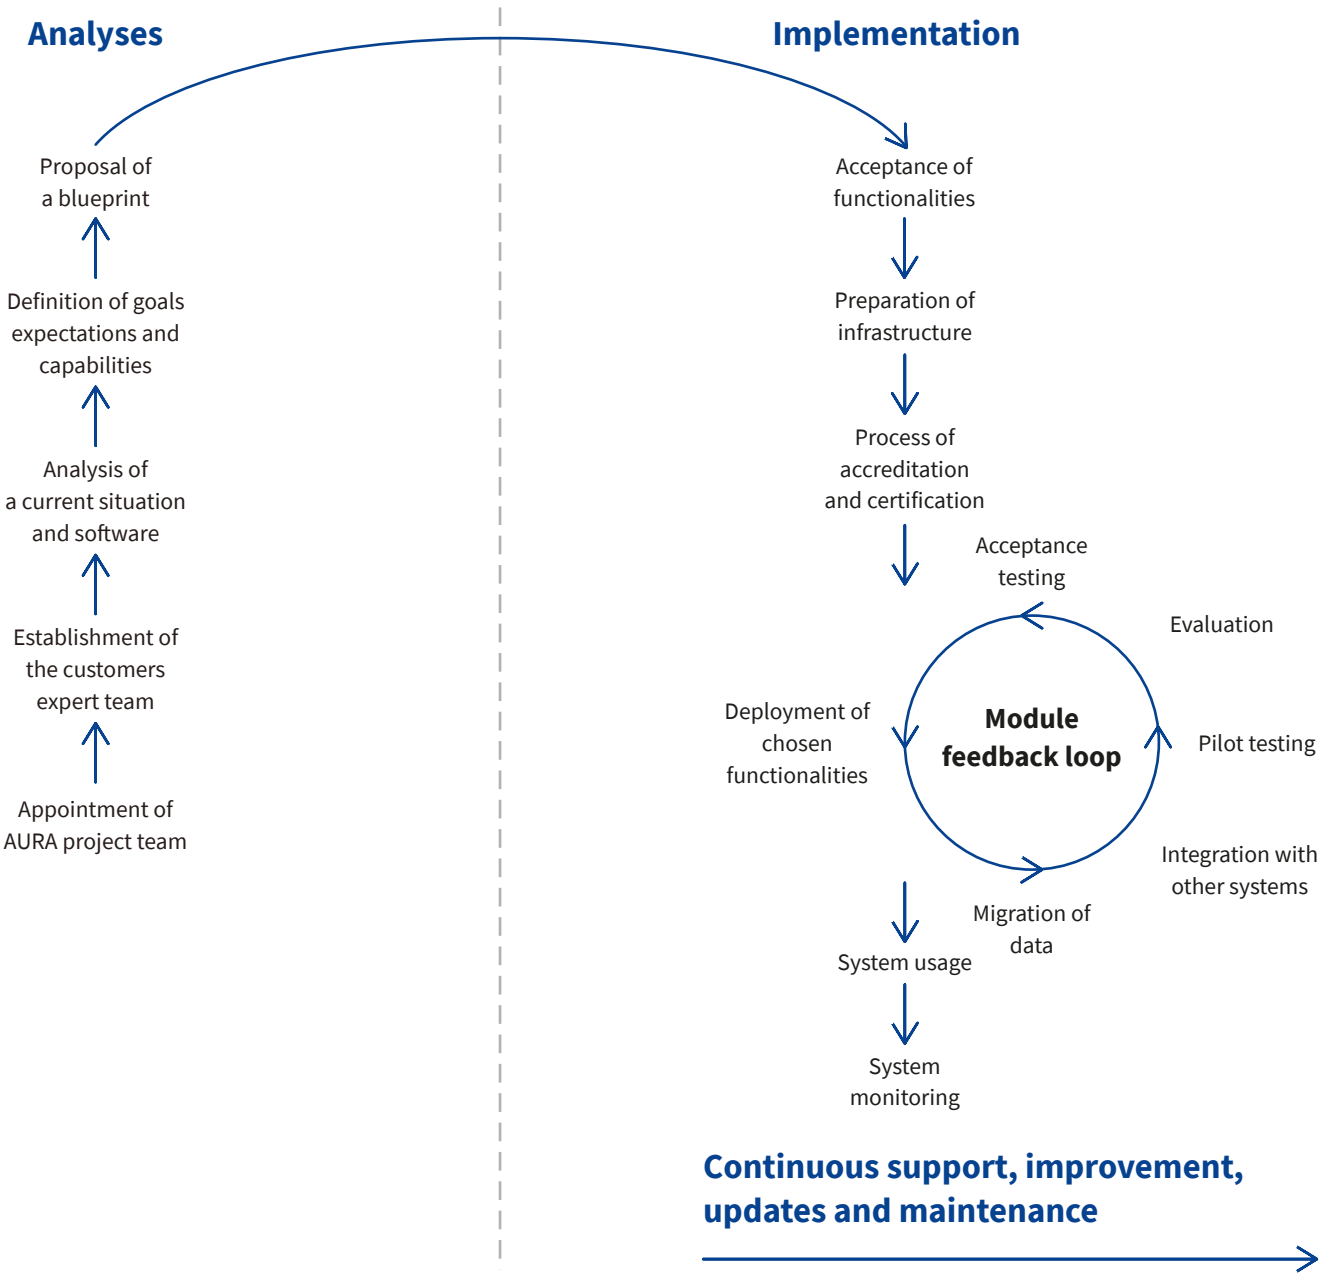 Analyses
Proposal of
a blueprint
Definition of goals
expectations and
capabilities
Analysis of
a current situation
and software
Establishment of
the customers
expert team
Appointment of
AURA project team
Implementation
Acceptance of
functionalities
Preparation of
infrastructure
Process of
accreditation
and certification
Acceptance
testing
Evaluation
Deployment of
chosen
functionalities
Module
feedback loop
Pilot testing
Integration with
other systems
Migration of
data
System usage
System
monitoring
Continuous support, improvement,
updates and maintenance